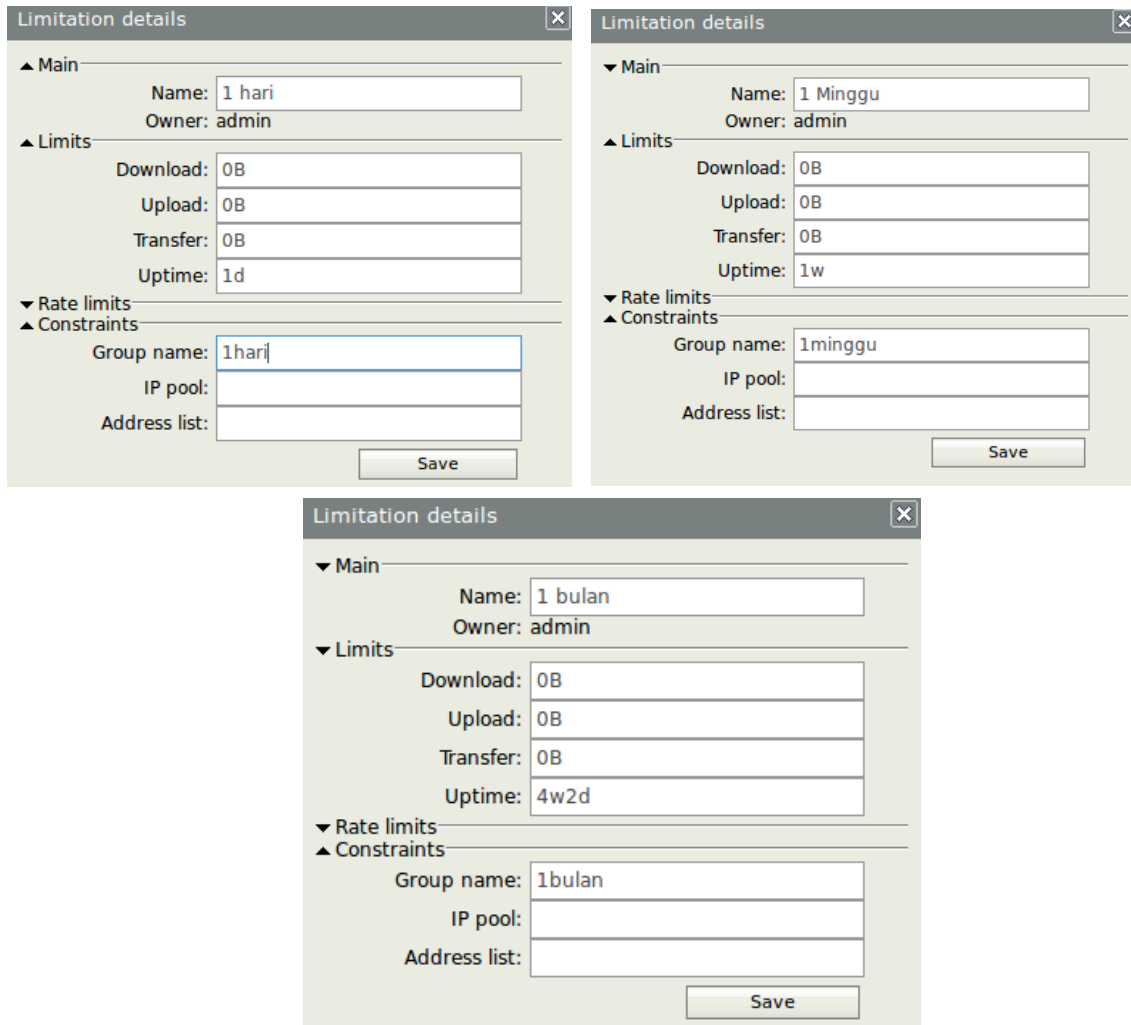 Limitation details
Main
Name: 1 hari
Owner: admin
Limits
Download: 0B
Upload: 0B
Transfer: 0B
Uptime: 1d
Rate limits
Constraints
Group name: 1hari
IP pool:
Address list:
Save
Limitation details
Main
Name: 1 Minggu
Owner: admin
Limits
Download: 0B
Upload: 0B
Transfer: 0B
Uptime: 1w
Rate limits
Constraints
Group name: 1minggu
IP pool:
Address list:
Save
Limitation details
Main
Name: 1 bulan
Owner: admin
Limits
Download: 0B
Upload: 0B
Transfer: 0B
Uptime: 4w2d
Rate limits
Constraints
Group name: 1bulan
IP pool:
Address list:
Save